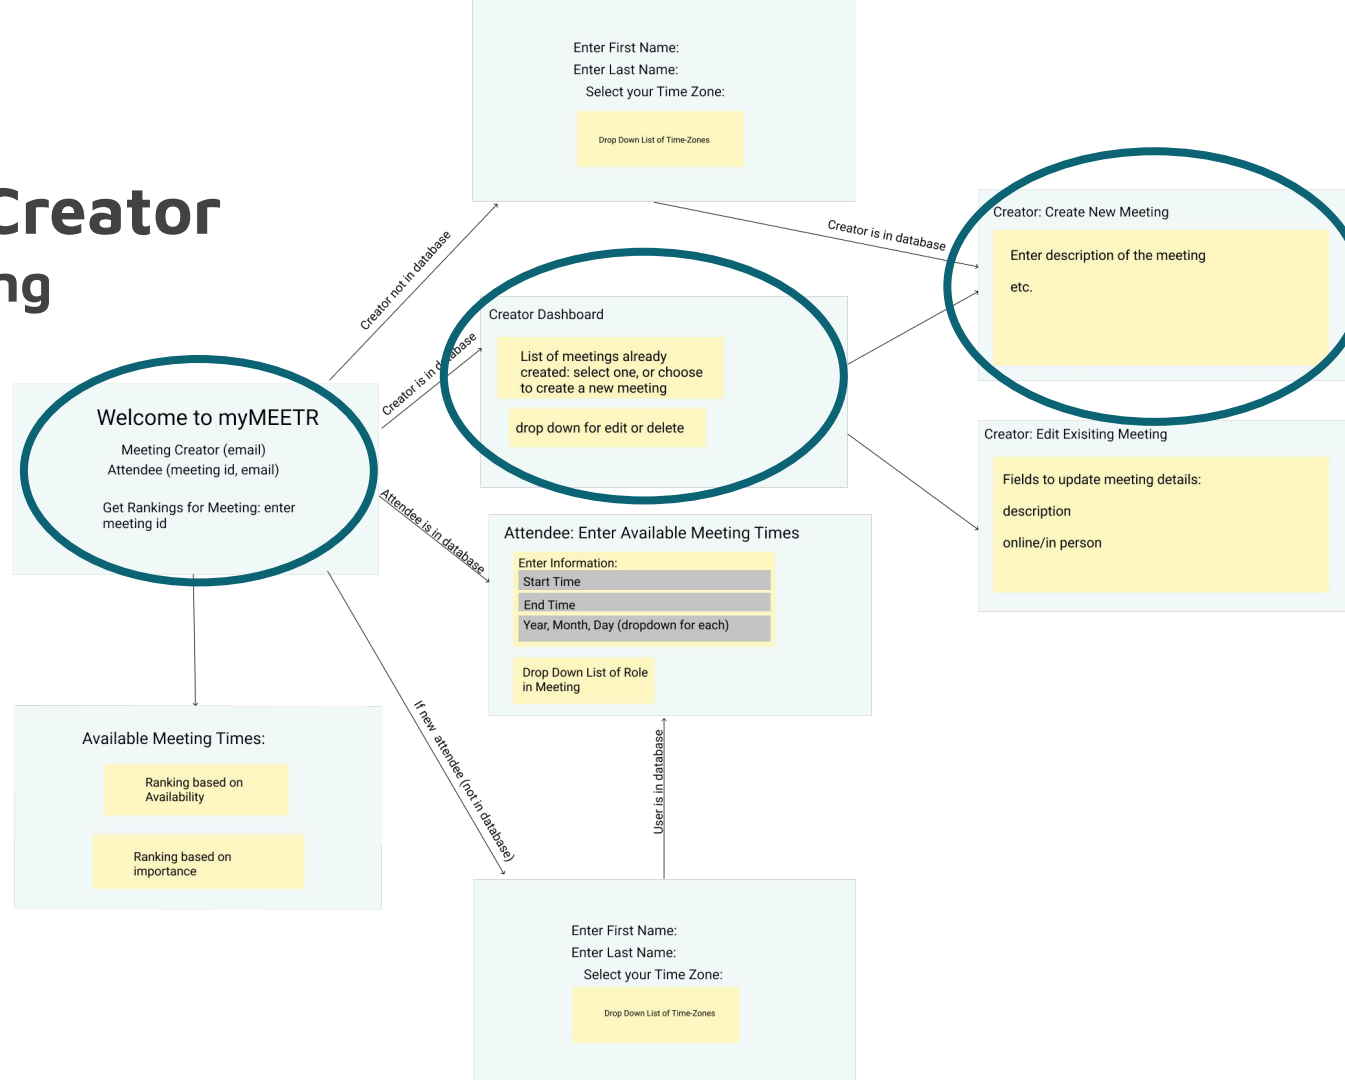 Enter First Name:
Enter Last Name:
Select your Time Zone:
Drop Down List of Time-Zones
Creator
ng
Creator not in database
Creator is in database
Creator: Create New Meeting
Enter description of the meeting
etc.
Creator Dashboard
List of meetings already
created: select one, or choose
to create a new meeting
drop down for edit or delete
Creator is in database
Welcome to myMEETR
Meeting Creator (email)
Attendee (meeting id, email)
Get Rankings for Meeting: enter
meeting id
Creator: Edit Exisiting Meeting
Fields to update meeting details:
description
online/in person
Attendee is in database
Attendee: Enter Available Meeting Times
Enter Information:
Start Time
End Time
Year, Month, Day (dropdown for each)
Drop Down List of Role
in Meeting
Available Meeting Times:
Ranking based on
Availability
Ranking based on
importance
If new attendee (not in database)
User is in database
Enter First Name:
Enter Last Name:
Select your Time Zone:
Drop Down List of Time-Zones